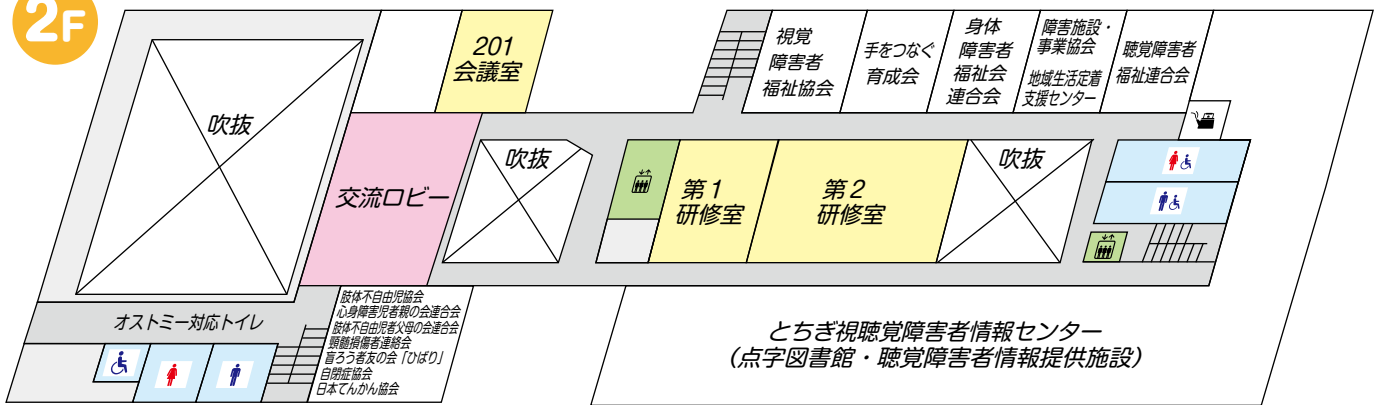 2F
吹抜
201
会議室
交流ロビー
吹抜
視覚
障害者
福祉協会
手をつなぐ
育成会
身体
障害者
福祉会
連合会
障害施設・
事業協会
地域生活定着
支援センター
聴覚障害者
福祉連合会
第1
研修室
第2
研修室
吹抜
オストミー対応トイレ
肢体不自由児協会
心身障害児者親の会連合会
肢体不自由児者父母の会連合会
頸髄損傷者連絡会
盲ろう者友の会「ひばり」
自閉症協会
日本てんかん協会
とちぎ視聴覚障害者情報センター
(点字図書館・聴覚障害者情報提供施設)